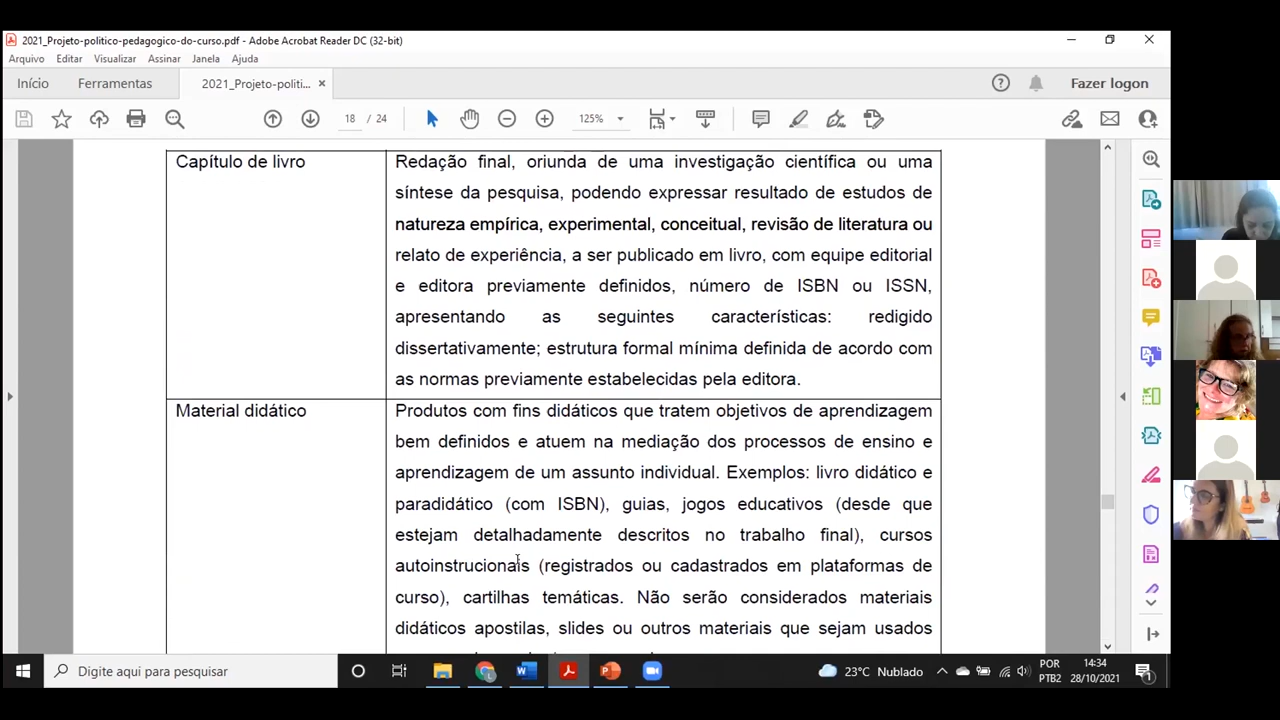 2021_Projeto-politico-pedagogico-do-curso.pdf - Adobe Acrobat Reader DC (32-bit)
Arquivo Editar Visualizar Assinar Janela Ajuda
Início Ferramentas 2021_Projeto-politi... × Fazer logon
18 / 24 125%
Capítulo de livro
Redação final, oriunda de uma investigação científica ou uma
síntese da pesquisa, podendo expressar resultado de estudos de
natureza empírica, experimental, conceitual, revisão de literatura ou
relato de experiência, a ser publicado em livro, com equipe editorial
e editora previamente definidos, número de ISBN ou ISSN,
apresentando as seguintes características: redigido
dissertativamente; estrutura formal mínima definida de acordo com
as normas previamente estabelecidas pela editora.
Material didático
Produtos com fins didáticos que tratem objetivos de aprendizagem
bem definidos e atuem na mediação dos processos de ensino e
aprendizagem de um assunto individual. Exemplos: livro didático e
paradidático (com ISBN), guias, jogos educativos (desde que
estejam detalhadamente descritos no trabalho final), cursos
autoinstrucionais (registrados ou cadastrados em plataformas de
curso), cartilhas temáticas. Não serão considerados materiais
didáticos apostilas, slides ou outros materiais que sejam usados
Digite aqui para pesquisar
23°C Nublado
POR
PTB2
14:34
28/10/2021
1